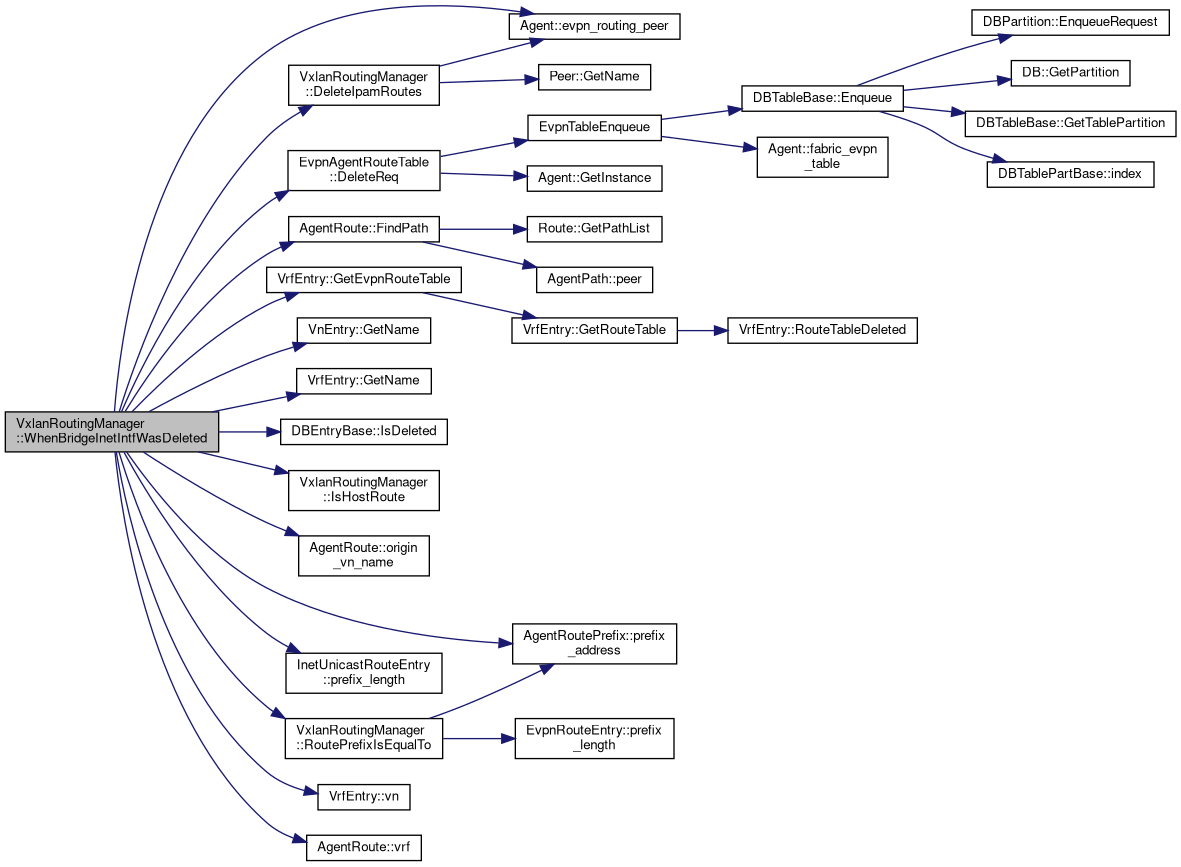 VxlanRoutingManager
::WhenBridgeInetIntfWasDeleted
Agent::evpn_routing_peer
VxlanRoutingManager
::DeleteIpamRoutes
Peer::GetName
EvpnAgentRouteTable
::DeleteReq
EvpnTableEnqueue
DBTableBase::Enqueue
DBPartition::EnqueueRequest
DB::GetPartition
DBTableBase::GetTablePartition
DBTablePartBase::index
Agent::fabric_evpn
_table
Agent::GetInstance
AgentRoute::FindPath
Route::GetPathList
AgentPath::peer
VrfEntry::GetEvpnRouteTable
VrfEntry::GetRouteTable
VrfEntry::RouteTableDeleted
VnEntry::GetName
VrfEntry::GetName
DBEntryBase::IsDeleted
VxlanRoutingManager
::IsHostRoute
AgentRoute::origin
_vn_name
AgentRoutePrefix::prefix
_address
InetUnicastRouteEntry
::prefix_length
VxlanRoutingManager
::RoutePrefixIsEqualTo
EvpnRouteEntry::prefix
_length
VrfEntry::vn
AgentRoute::vrf